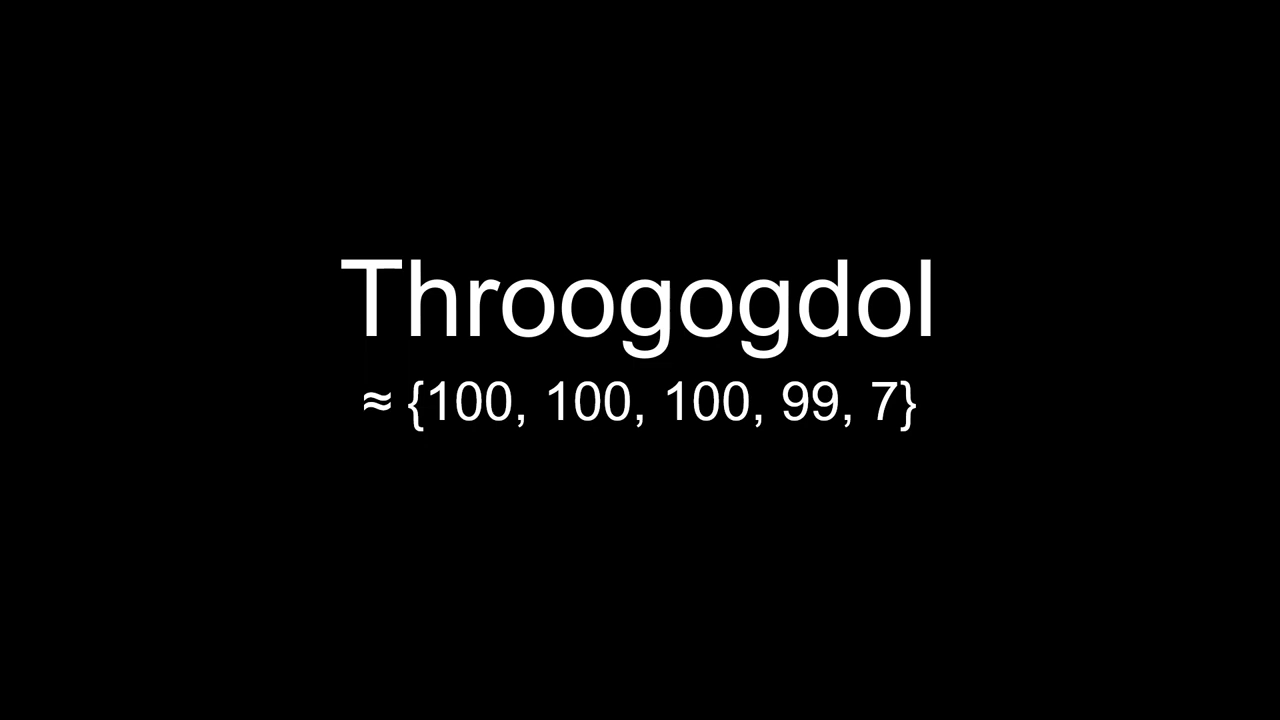 Throogogdol
≈ {100, 100, 100, 99, 7}